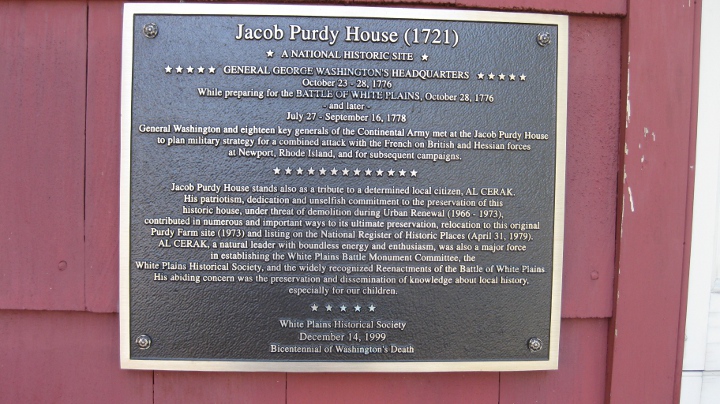 Jacob Purdy House (1721)
★ A NATIONAL HISTORIC SITE ★
★ ★ ★ ★ ★ GENERAL GEORGE WASHINGTON'S HEADQUARTERS ★ ★ ★ ★ ★
October 23 - 28, 1776
While preparing for the BATTLE OF WHITE PLAINS, October 28, 1776
- and later -
July 27 - September 16, 1778
General Washington and eighteen key generals of the Continental Army met at the Jacob Purdy House
to plan military strategy for a combined attack with the French on British and Hessian forces
at Newport, Rhode Island, and for subsequent campaigns.
★ ★ ★ ★ ★ ★ ★ ★ ★ ★ ★ ★ ★
Jacob Purdy House stands also as a tribute to a determined local citizen, AL CERAK.
His patriotism, dedication and unselfish commitment to the preservation of this
historic house, under threat of demolition during Urban Renewal (1966 - 1973),
contributed in numerous and important ways to its ultimate preservation, relocation to this original
Purdy Farm site (1973) and listing on the National Register of Historic Places (April 31, 1979).
AL CERAK, a natural leader with boundless energy and enthusiasm, was also a major force
in establishing the White Plains Battle Monument Committee, the
White Plains Historical Society, and the widely recognized Reenactments of the Battle of White Plains
His abiding concern was the preservation and dissemination of knowledge about local history,
especially for our children.
★ ★ ★ ★ ★
White Plains Historical Society
December 14, 1999
Bicentennial of Washington's Death